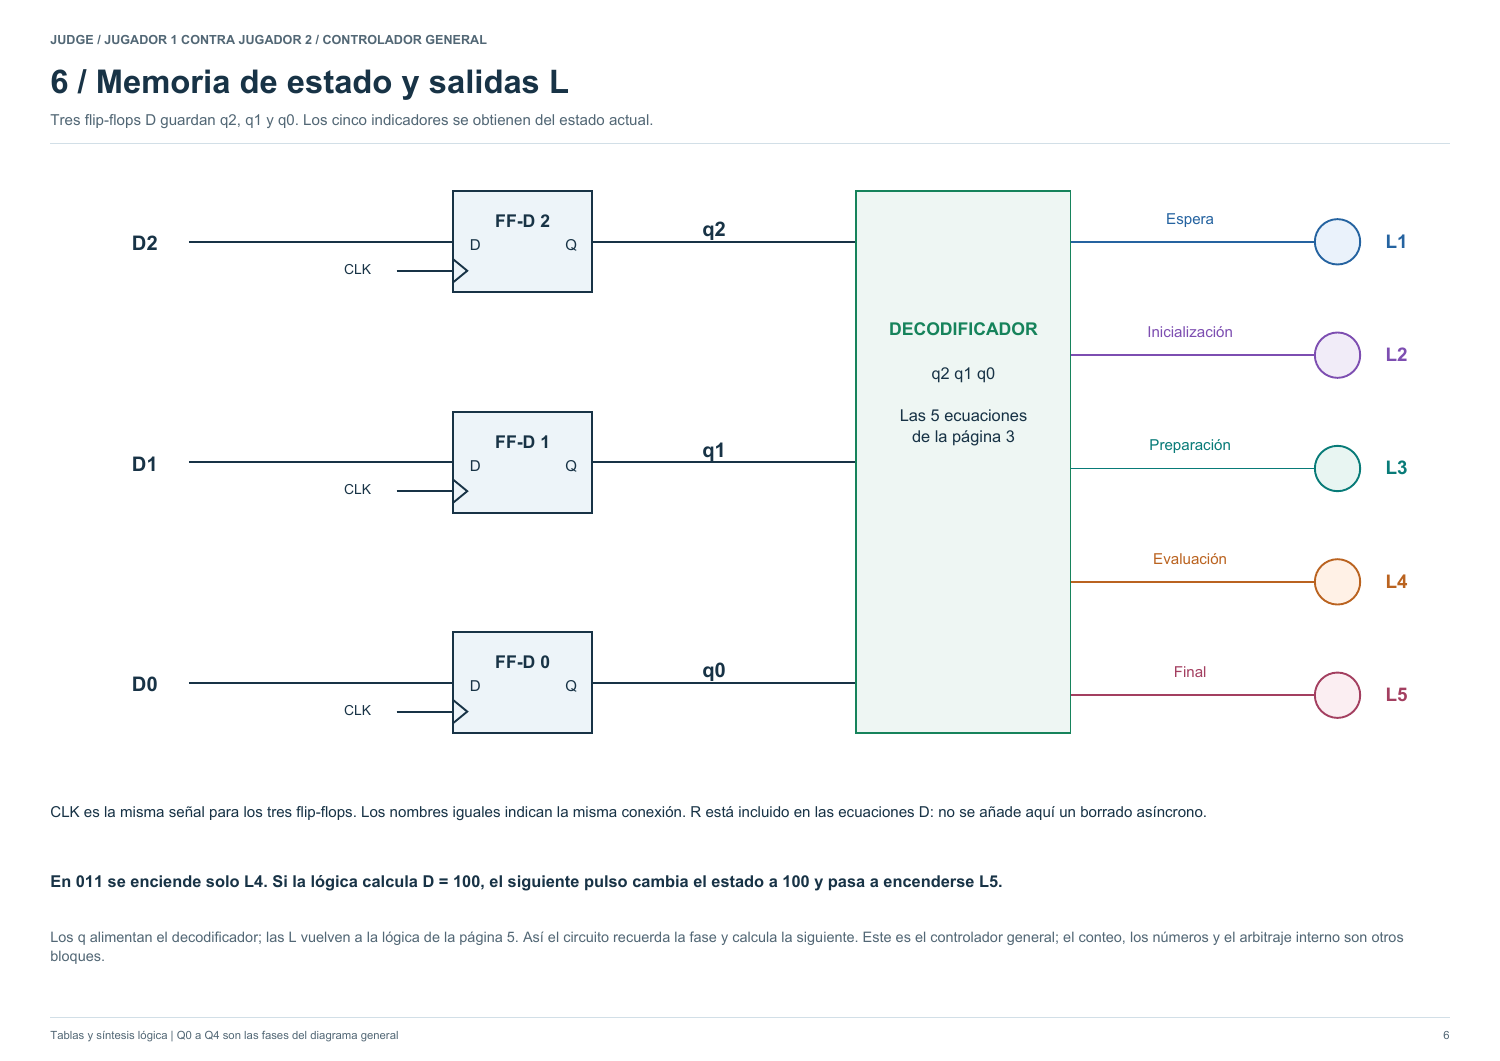 JUDGE / JUGADOR 1 CONTRA JUGADOR 2 / CONTROLADOR GENERAL
6 / Memoria de estado y salidas L
Tres flip-flops D guardan q2, q1 y q0. Los cinco indicadores se obtienen del estado actual.
D2
CLK
FF-D 2
D Q
q2
D1
CLK
FF-D 1
D Q
q1
D0
CLK
FF-D 0
D Q
q0
DECODIFICADOR
q2 q1 q0
Las 5 ecuaciones
de la página 3
Espera
L1
Inicialización
L2
Preparación
L3
Evaluación
L4
Final
L5
CLK es la misma señal para los tres flip-flops. Los nombres iguales indican la misma conexión. R está incluido en las ecuaciones D: no se añade aquí un borrado asíncrono.
En 011 se enciende solo L4. Si la lógica calcula D = 100, el siguiente pulso cambia el estado a 100 y pasa a encenderse L5.
Los q alimentan el decodificador; las L vuelven a la lógica de la página 5. Así el circuito recuerda la fase y calcula la siguiente. Este es el controlador general; el conteo, los números y el arbitraje interno son otros
bloques.
Tablas y síntesis lógica | Q0 a Q4 son las fases del diagrama general
6